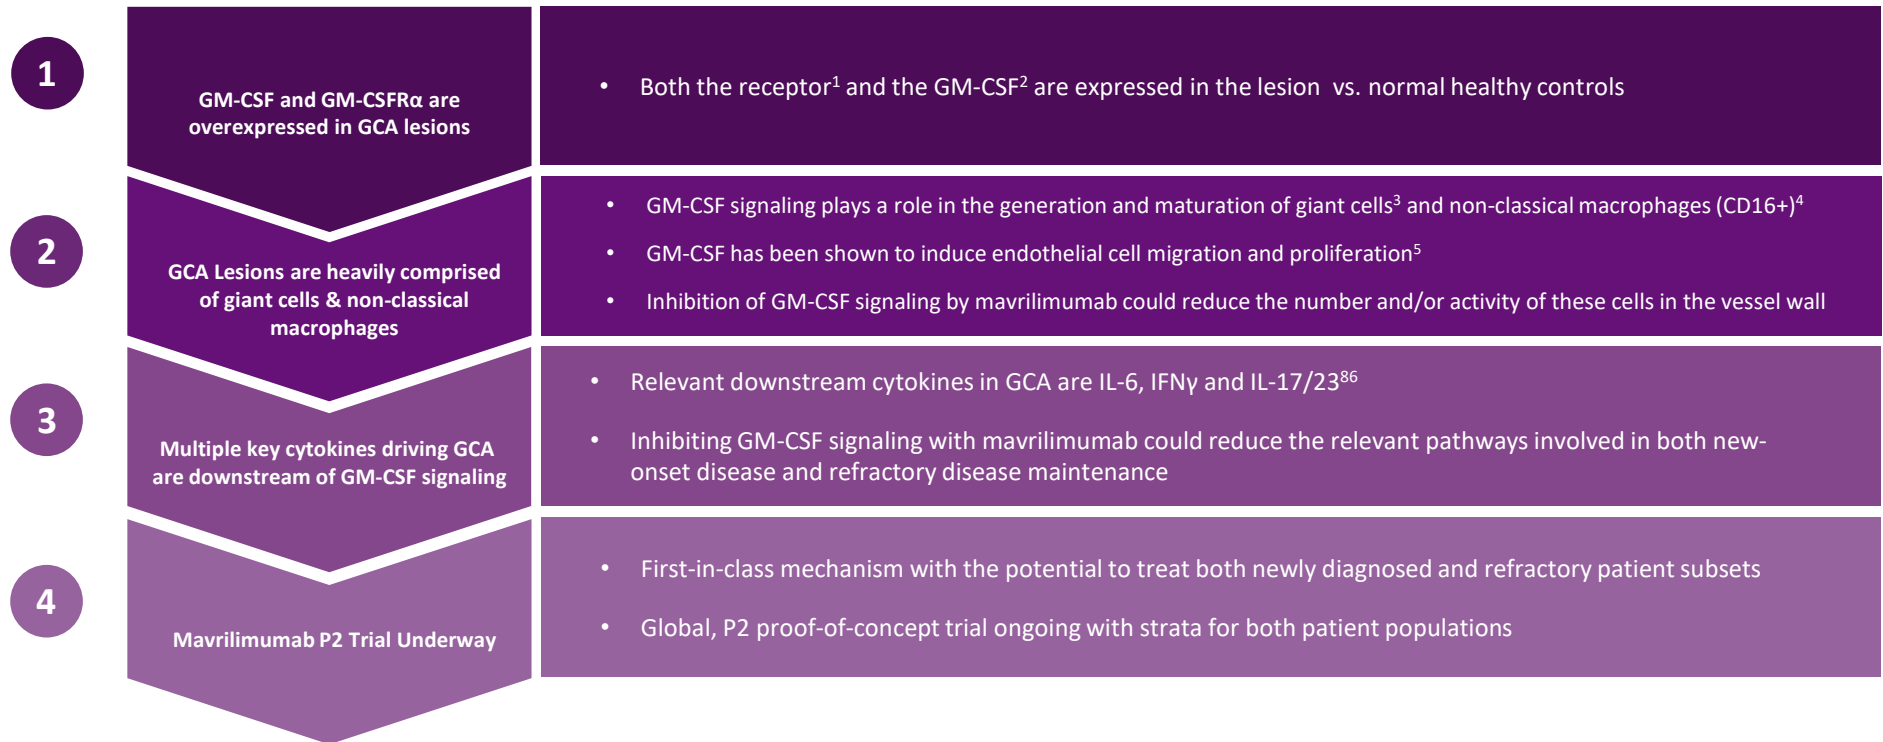 1
GM-CSF and GM-CSFRα are
overexpressed in GCA lesions
• Both the receptor¹ and the GM-CSF² are expressed in the lesion vs. normal healthy controls
2
GCA Lesions are heavily comprised
of giant cells & non-classical
macrophages
• GM-CSF signaling plays a role in the generation and maturation of giant cells³ and non-classical macrophages (CD16+)⁴
• GM-CSF has been shown to induce endothelial cell migration and proliferation⁵
• Inhibition of GM-CSF signaling by mavrilimumab could reduce the number and/or activity of these cells in the vessel wall
3
Multiple key cytokines driving GCA
are downstream of GM-CSF signaling
• Relevant downstream cytokines in GCA are IL-6, IFNγ and IL-17/23⁸⁶
• Inhibiting GM-CSF signaling with mavrilimumab could reduce the relevant pathways involved in both new-
onset disease and refractory disease maintenance
4
Mavrilimumab P2 Trial Underway
• First-in-class mechanism with the potential to treat both newly diagnosed and refractory patient subsets
• Global, P2 proof-of-concept trial ongoing with strata for both patient populations